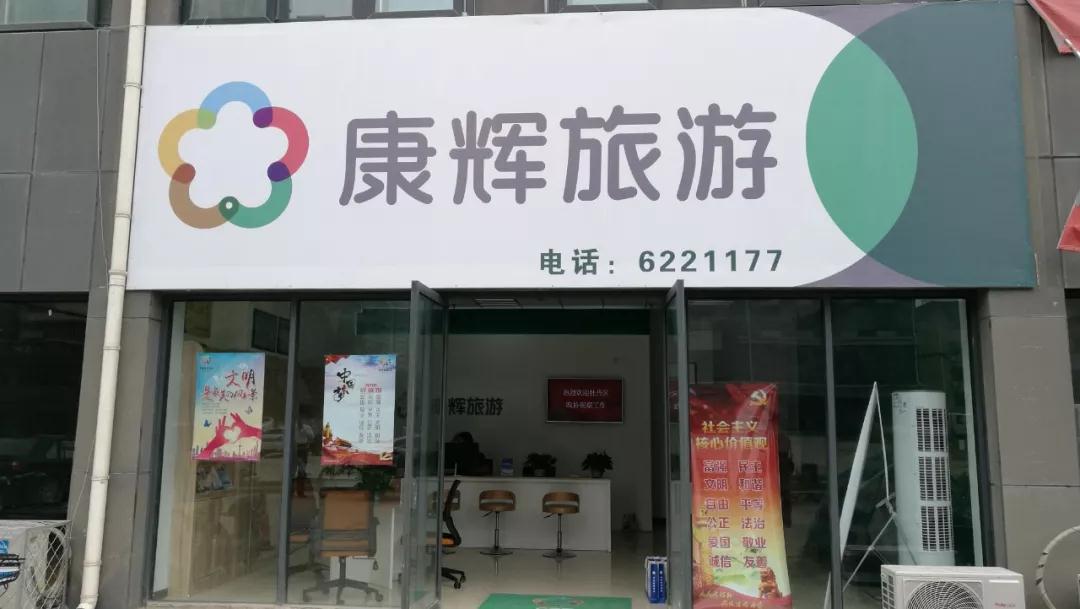 康辉旅游
电话：6221177
文明
中国梦
辉旅游
社会主义
核心价值观
富强 民主
文明 和谐
自由 平等
公正 法治
爱国 敬业
诚信 友善